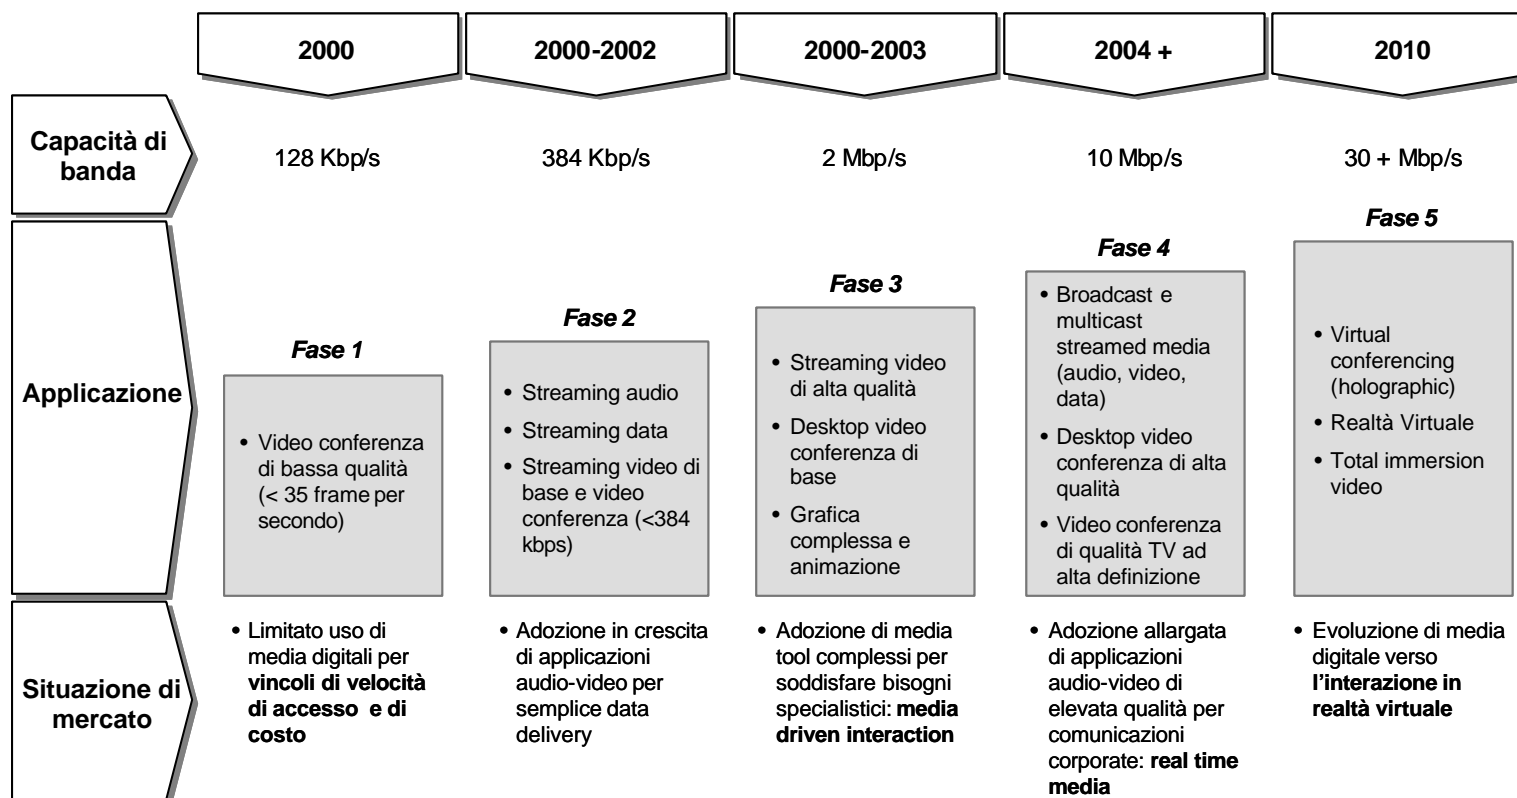 2000
2000-2002
2000-2003
2004 +
2010
Capacità di
banda
128 Kbp/s
384 Kbp/s
2 Mbp/s
10 Mbp/s
30 + Mbp/s
Applicazione
Fase 1
• Video conferenza
di bassa qualità
(< 35 frame per
secondo)
Fase 2
• Streaming audio
• Streaming data
• Streaming video di
base e video
conferenza (<384
kbps)
Fase 3
• Streaming video
di alta qualità
• Desktop video
conferenza di
base
• Grafica
complessa e
animazione
Fase 4
• Broadcast e
multicast
streamed media
(audio, video,
data)
• Desktop video
conferenza di alta
qualità
• Video conferenza
di qualità TV ad
alta definizione
Fase 5
• Virtual
conferencing
(holographic)
• Realtà Virtuale
• Total immersion
video
Situazione di
mercato
• Limitato uso di
media digitali per
vincoli di velocità
di accesso e di
costo
• Adozione in crescita
di applicazioni
audio-video per
semplice data
delivery
• Adozione di media
tool complessi per
soddisfare bisogni
specialistici: media
driven interaction
• Adozione allargata
di applicazioni
audio-video di
elevata qualità per
comunicazioni
corporate: real time
media
• Evoluzione di media
digitale verso
l’interazione in
realtà virtuale